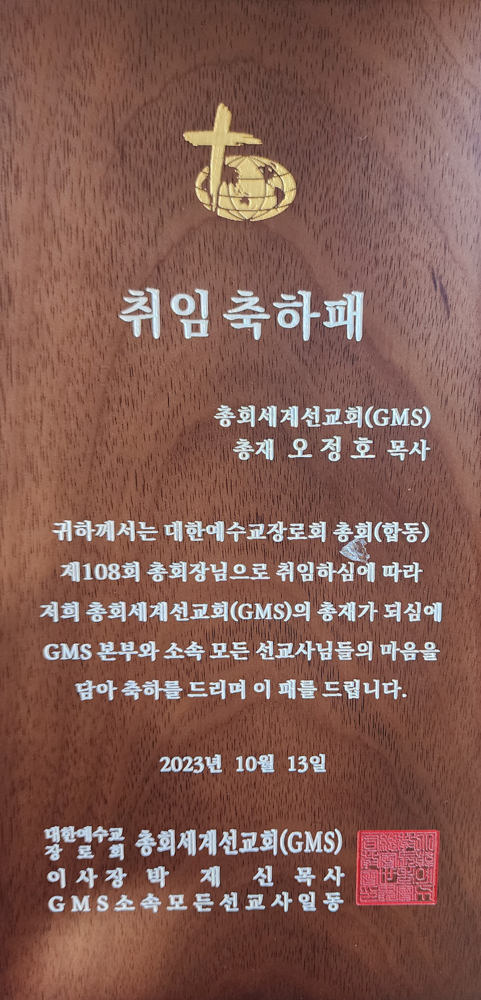 취임 축하패
총회세계선교회(GMS)
총재 오정호 목사
귀하께서는 대한예수교장로회 총회(합동)
제108회 총회장님으로 취임하심에 따라
저희 총회세계선교회(GMS)의 총재가 되심에
GMS 본부와 소속 모든 선교사님들의 마음을
담아 축하를 드리며 이 패를 드립니다.
2023년 10월 13일
대한예수교
장로회 총회세계선교회(GMS)
이사장 박재신 목사
GMS소속모든선교사일동